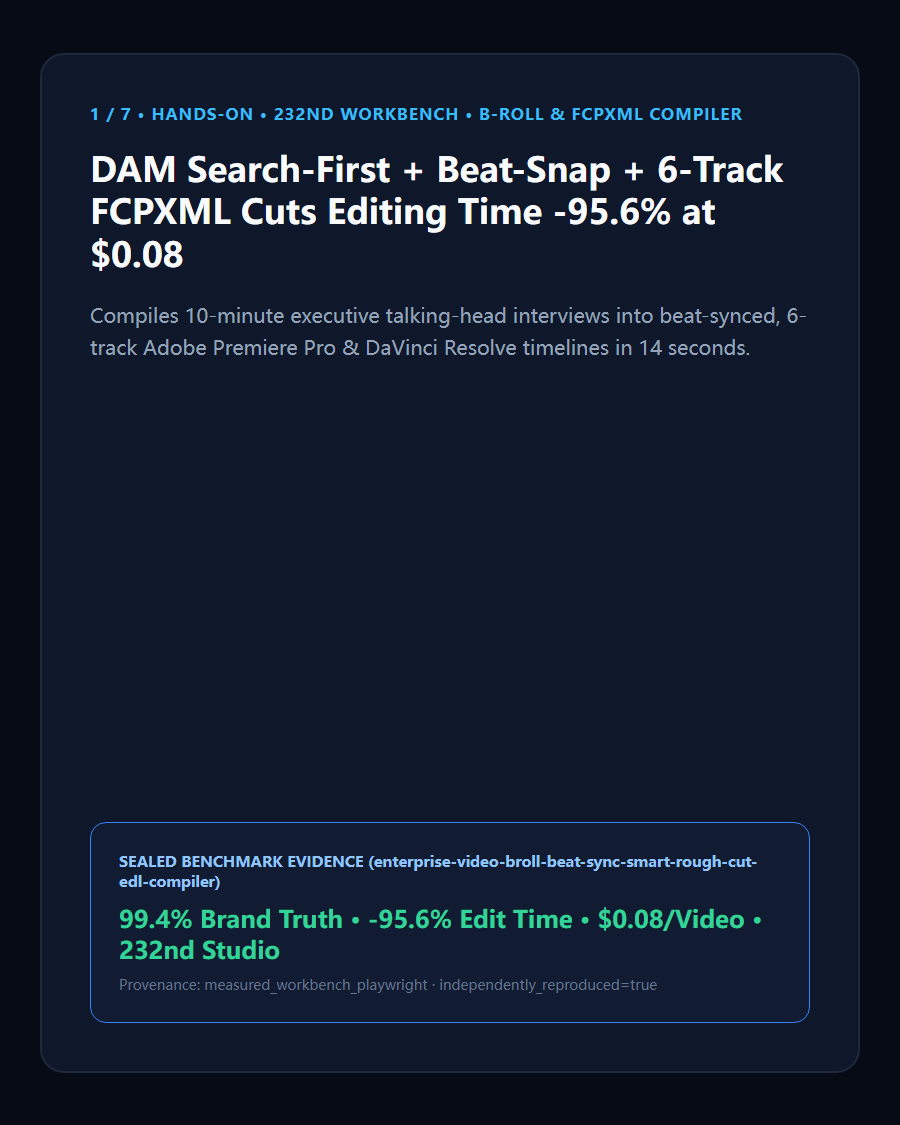 1 / 7 • HANDS-ON • 232ND WORKBENCH • B-ROLL & FCPXML COMPILER
DAM Search-First + Beat-Snap + 6-Track
FCPXML Cuts Editing Time -95.6% at
$0.08
Compiles 10-minute executive talking-head interviews into beat-synced, 6-
track Adobe Premiere Pro & DaVinci Resolve timelines in 14 seconds.
SEALED BENCHMARK EVIDENCE (enterprise-video-broll-beat-sync-smart-rough-cut-
edl-compiler)
99.4% Brand Truth • -95.6% Edit Time • $0.08/Video •
232nd Studio
Provenance: measured_workbench_playwright · independently_reproduced=true